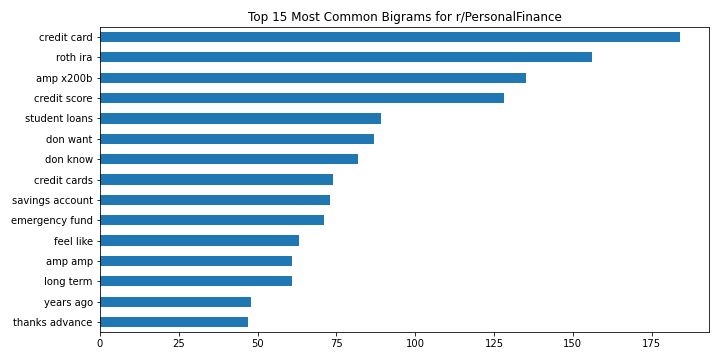 Top 15 Most Common Bigrams for r/PersonalFinance
credit card
roth ira
amp x200b
credit score
student loans
don want
don know
credit cards
savings account
emergency fund
feel like
amp amp
long term
years ago
thanks advance
0 25 50 75 100 125 150 175